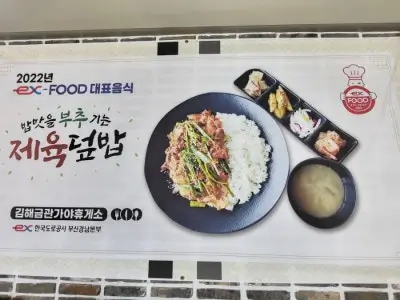 2022년
ex-FOOD 대표음식
밥맛을 부추 기는
제육덮밥
김해금관가야휴게소
ex 한국도로공사 부산경남본부
ex
FOOD